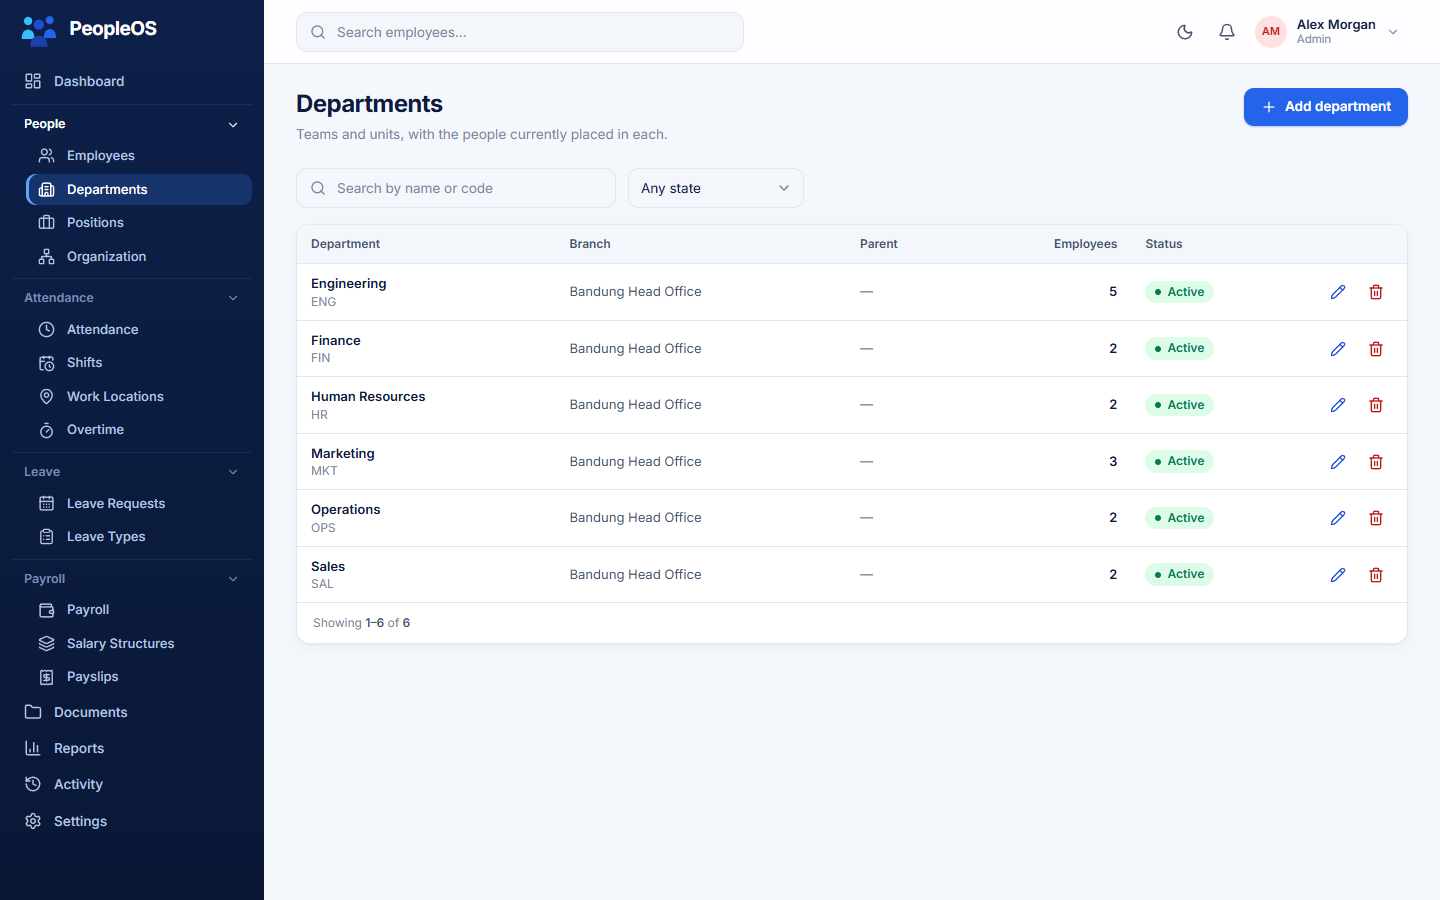 PeopleOS
Dashboard
People
Employees
Departments
Positions
Organization
Attendance
Attendance
Shifts
Work Locations
Overtime
Leave
Leave Requests
Leave Types
Payroll
Payroll
Salary Structures
Payslips
Documents
Reports
Activity
Settings
Search employees...
AM
Alex Morgan
Admin
Departments
Teams and units, with the people currently placed in each.
Add department
Search by name or code
Any state
Department Branch Parent Employees Status
Engineering
ENG
Bandung Head Office — 5 Active
Finance
FIN
Bandung Head Office — 2 Active
Human Resources
HR
Bandung Head Office — 2 Active
Marketing
MKT
Bandung Head Office — 3 Active
Operations
OPS
Bandung Head Office — 2 Active
Sales
SAL
Bandung Head Office — 2 Active
Showing 1–6 of 6